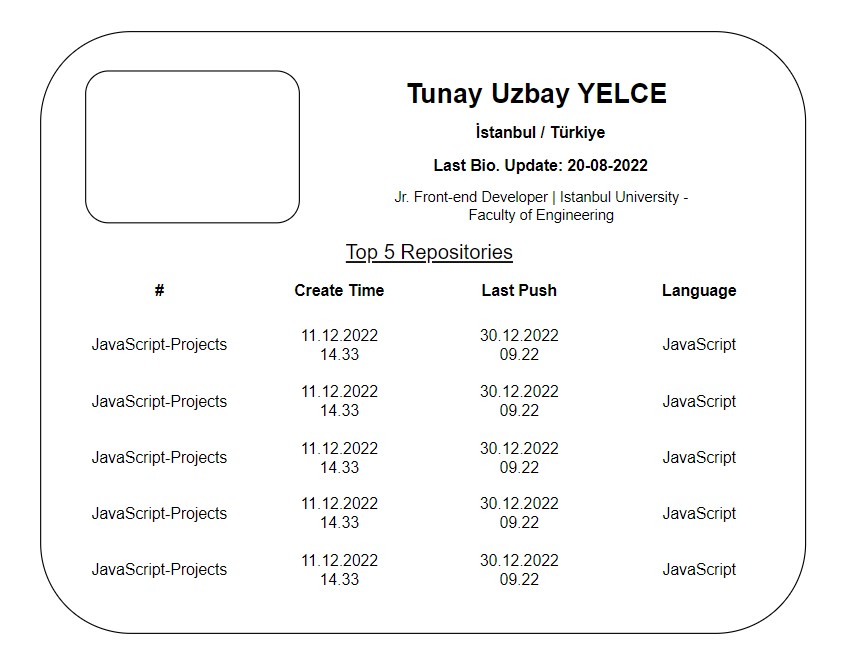 Tunay Uzbay YELCE
İstanbul / Türkiye
Last Bio. Update: 20-08-2022
Jr. Front-end Developer | Istanbul University -
Faculty of Engineering
Top 5 Repositories
# Create Time Last Push Language
JavaScript-Projects 11.12.2022 14.33 30.12.2022 09.22 JavaScript
JavaScript-Projects 11.12.2022 14.33 30.12.2022 09.22 JavaScript
JavaScript-Projects 11.12.2022 14.33 30.12.2022 09.22 JavaScript
JavaScript-Projects 11.12.2022 14.33 30.12.2022 09.22 JavaScript
JavaScript-Projects 11.12.2022 14.33 30.12.2022 09.22 JavaScript